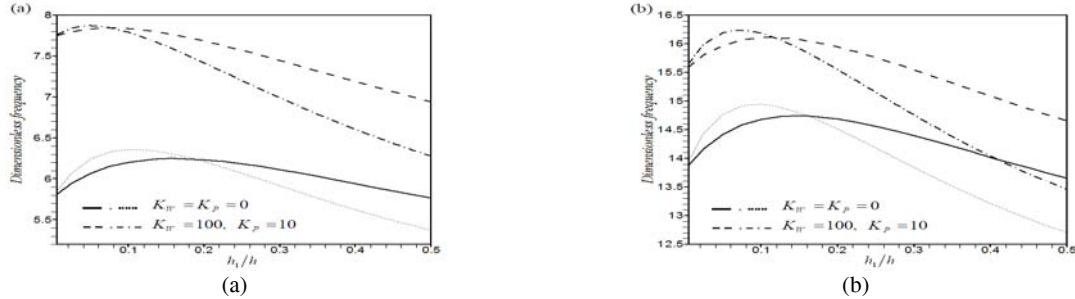 (a)
8
7.5
7
6.5
6
5.5
Dimensionless frequency
K_W = K_P = 0
K_W = 100, K_P = 10
0.1 0.2 0.3 0.4 0.5
h_1/h
(a)
(b)
16.5
16
15.5
15
14.5
14
13.5
13
12.5
Dimensionless frequency
K_W = K_P = 0
K_W = 100, K_P = 10
0.1 0.2 0.3 0.4 0.5
h_1/h
(b)